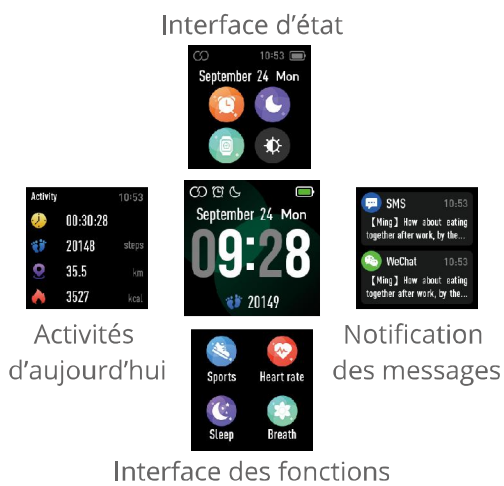 Interface d'état
10:53
September 24 Mon
Activity 10:53
00:30:28
20148 steps
35.5 km
3527 kcal
Activités
d'aujourd'hui
September 24 Mon
09:28
20149
SMS 10:53
【Ming】 How about eating
together after work, by the...
WeChat 10:53
【Ming】 How about eating
together after work, by the...
Notification
des messages
Sports Heart rate
Sleep Breath
Interface des fonctions